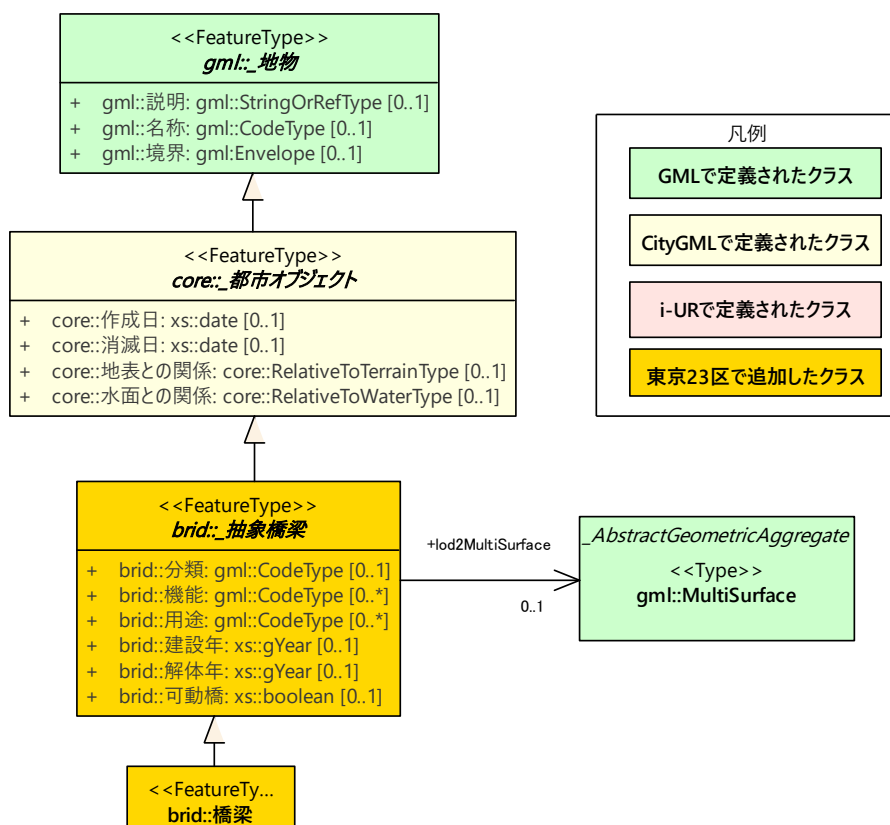 <<FeatureType>>
gml::_地物
+ gml::説明: gml::StringOrRefType [0..1]
+ gml::名称: gml::CodeType [0..1]
+ gml::境界: gml:Envelope [0..1]
<<FeatureType>>
core::_都市オブジェクト
+ core::作成日: xs::date [0..1]
+ core::消滅日: xs::date [0..1]
+ core::地表との関係: core::RelativeToTerrainType [0..1]
+ core::水面との関係: core::RelativeToWaterType [0..1]
<<FeatureType>>
brid::_抽象橋梁
+ brid::分類: gml::CodeType [0..1]
+ brid::機能: gml::CodeType [0..*]
+ brid::用途: gml::CodeType [0..*]
+ brid::建設年: xs::gYear [0..1]
+ brid::解体年: xs::gYear [0..1]
+ brid::可動橋: xs::boolean [0..1]
<<FeatureTy...
brid::橋梁
+lod2MultiSurface
0..1
_AbstractGeometricAggregate
<<Type>>
gml::MultiSurface
凡例
GMLで定義されたクラス
CityGMLで定義されたクラス
i-URで定義されたクラス
東京23区で追加したクラス